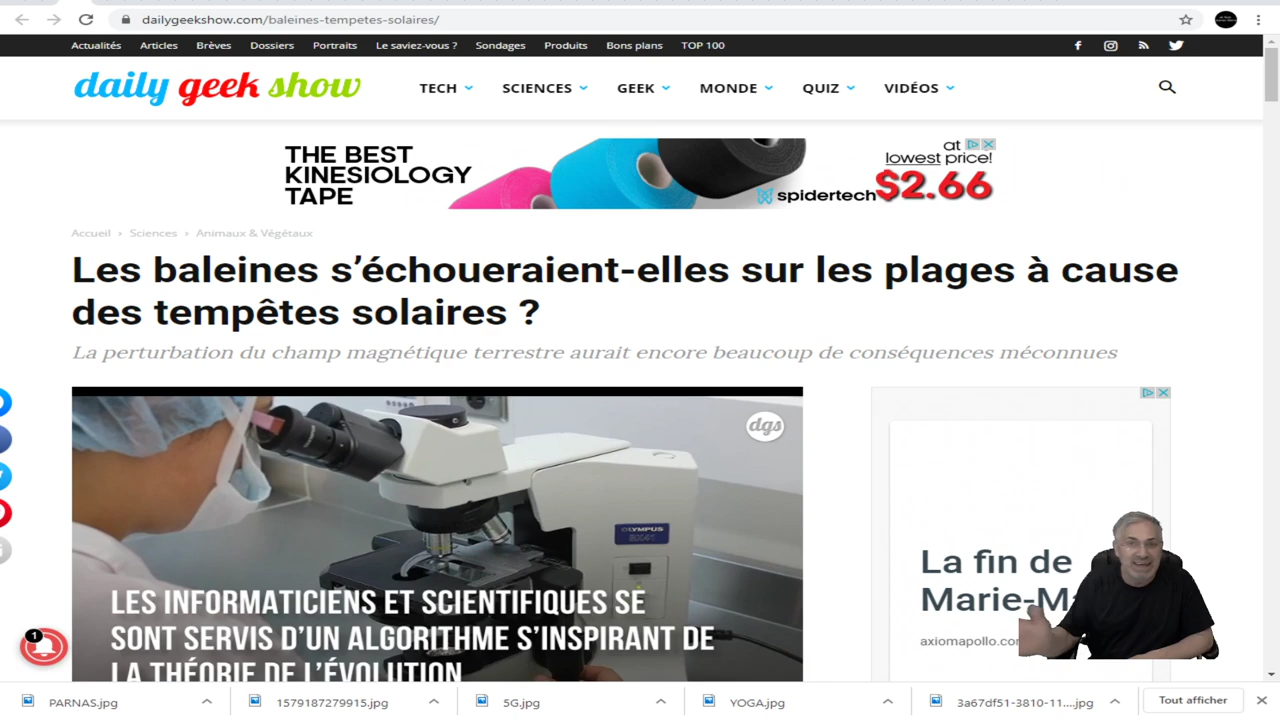 dailygeekshow.com/baleines-tempetes-solaires/
Actualités Articles Brèves Dossiers Portraits Le saviez-vous ? Sondages Produits Bons plans TOP 100
daily geek show TECH SCIENCES GEEK MONDE QUIZ VIDÉOS
THE BEST
KINESIOLOGY
TAPE
spidertech
at
lowest price!
$2.66
Accueil › Sciences › Animaux & Végétaux
Les baleines s’échoueraient-elles sur les plages à cause
des tempêtes solaires ?
La perturbation du champ magnétique terrestre aurait encore beaucoup de conséquences méconnues
dgs
OLYMPUS
BX41
LES INFORMATICIENS ET SCIENTIFIQUES SE
SONT SERVIS D’UN ALGORITHME S’INSPIRANT DE
LA THÉORIE DE L’ÉVOLUTION
La fin de
axiomapollo.co
1
PARNAS.jpg 1579187279915.jpg 5G.jpg YOGA.jpg 3a67df51-3810-11....jpg Tout afficher